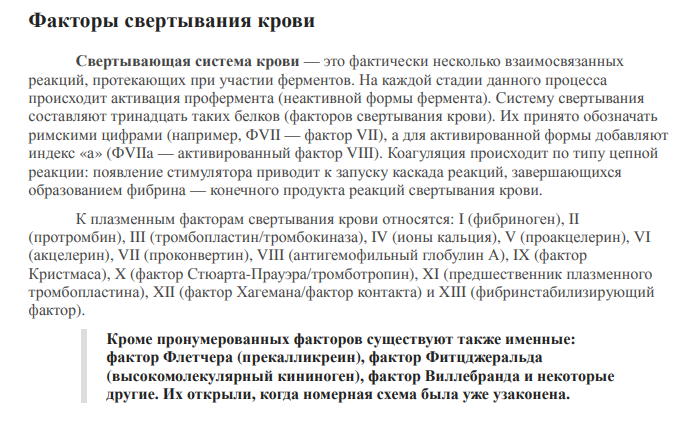 Факторы свертывания крови
Свертывающая система крови — это фактически несколько взаимосвязанных
реакций, протекающих при участии ферментов. На каждой стадии данного процесса
происходит активация профермента (неактивной формы фермента). Систему свертывания
составляют тринадцать таких белков (факторов свертывания крови). Их принято обозначать
римскими цифрами (например, ФVII — фактор VII), а для активированной формы добавляют
индекс «а» (ФVIIa — активированный фактор VIII). Коагуляция происходит по типу цепной
реакции: появление стимулятора приводит к запуску каскада реакций, завершающихся
образованием фибрина — конечного продукта реакций свертывания крови.
К плазменным факторам свертывания крови относятся: I (фибриноген), II
(протромбин), III (тромбопластин/тромбокиназа), IV (ионы кальция), V (проакцелерин), VI
(акцелерин), VII (проконвертин), VIII (антигемофильный глобулин А), IX (фактор
Кристмаса), X (фактор Стюарта-Прауэра/тромботропин), XI (предшественник плазменного
тромбопластина), XII (фактор Хагемана/фактор контакта) и XIII (фибринстабилизирующий
фактор).
Кроме пронумерованных факторов существуют также именные:
фактор Флетчера (прекалликреин), фактор Фитцджеральда
(высокомолекулярный кининоген), фактор Виллебранда и некоторые
другие. Их открыли, когда номерная схема была уже узаконена.